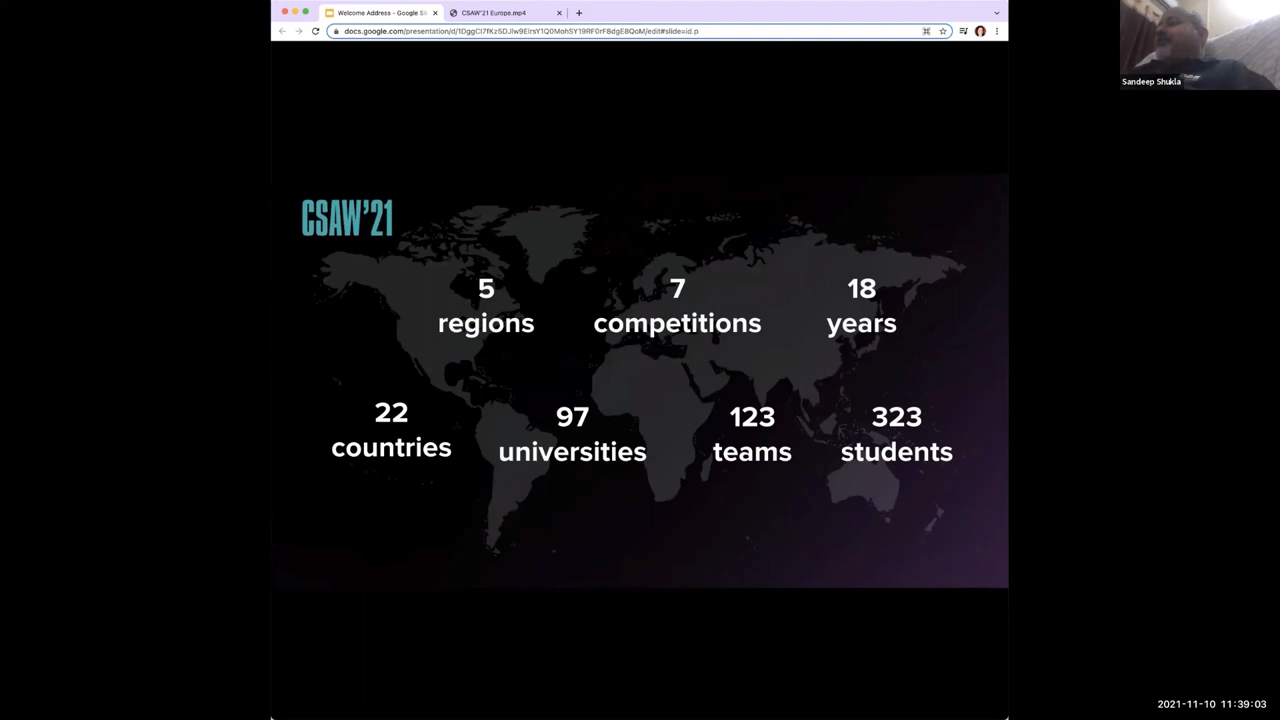 Welcome Address - Google Sl
CSAW'21 Europe.mp4
Sandeep Shukla
CSAW'21
5
regions
7
competitions
18
years
22
countries
97
universities
123
teams
323
students
2021-11-10 11:39:03